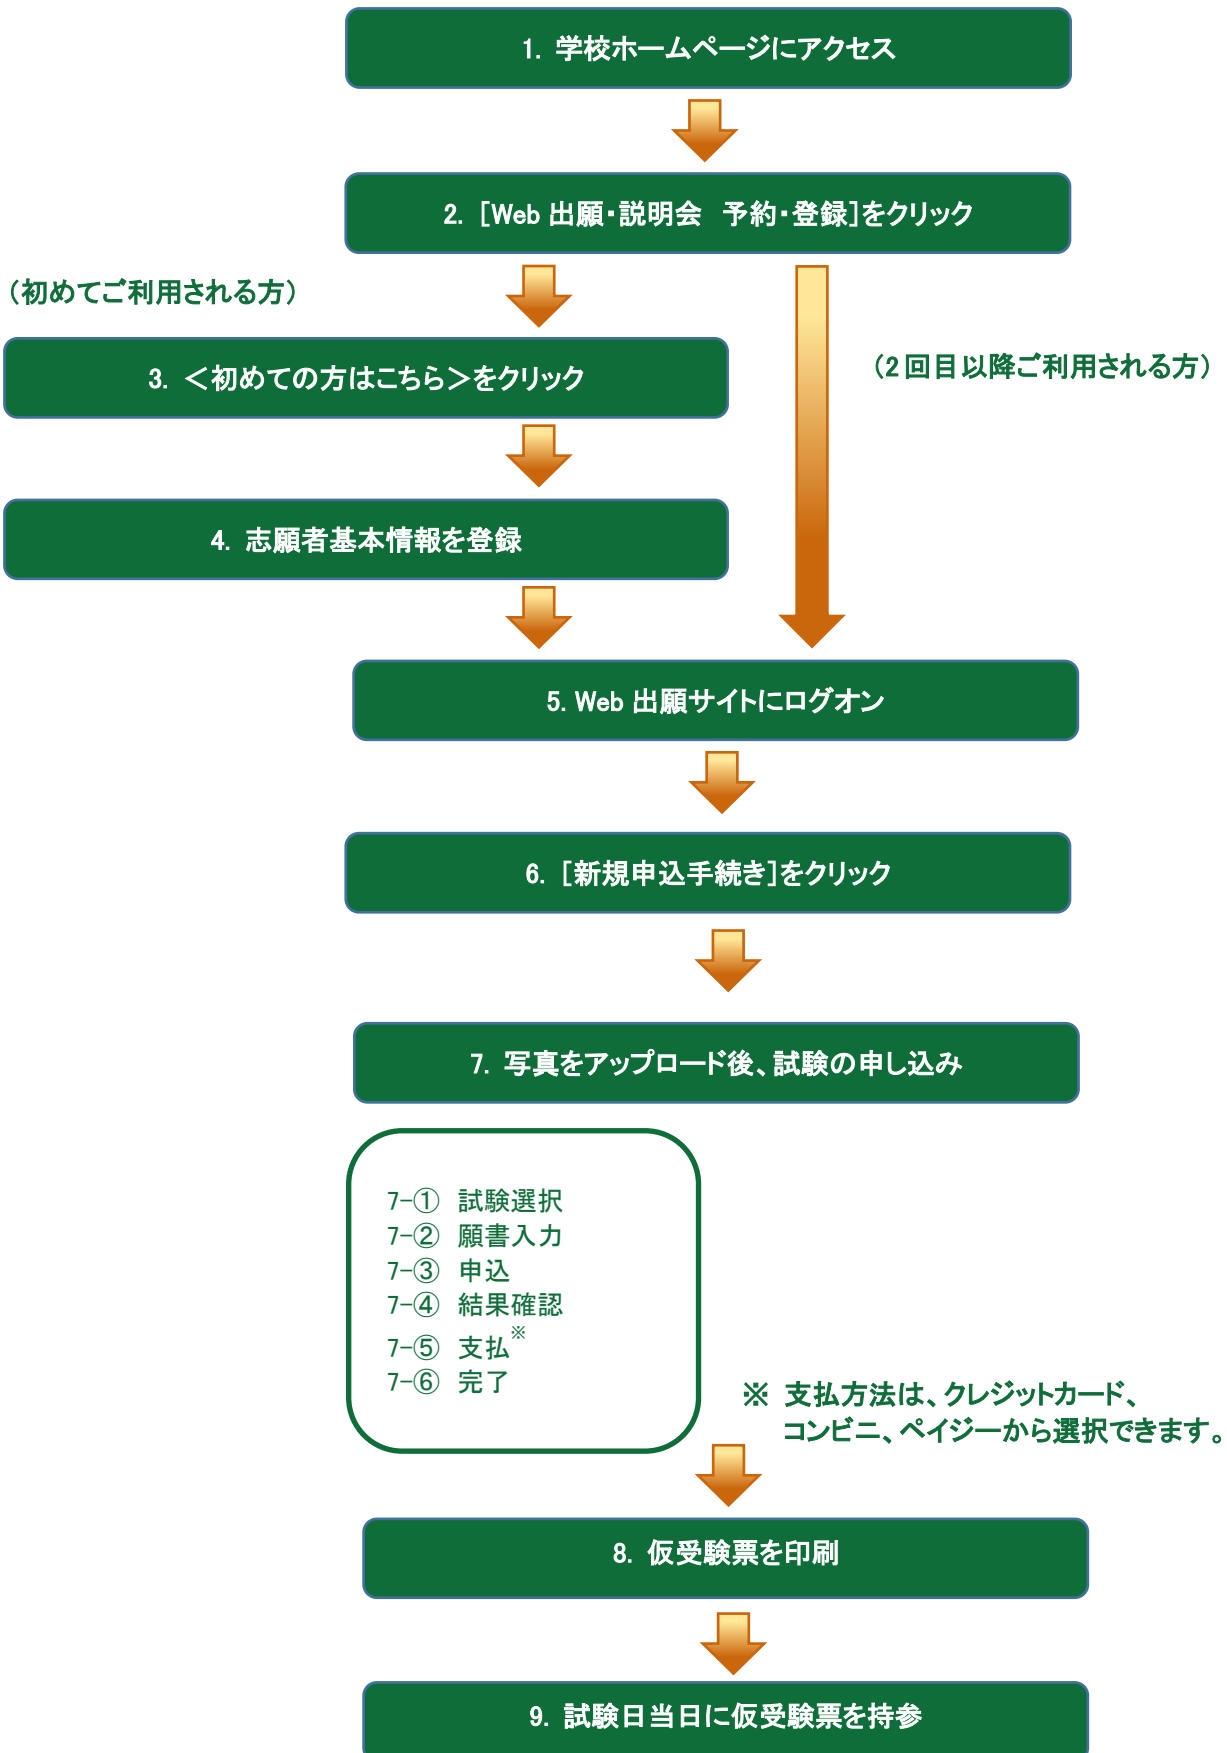 1. 学校ホームページにアクセス
2. [Web 出願・説明会　予約・登録]をクリック
（初めてご利用される方）
3. ＜初めての方はこちら＞をクリック
（2回目以降ご利用される方）
4. 志願者基本情報を登録
5. Web 出願サイトにログオン
6. [新規申込手続き]をクリック
7. 写真をアップロード後、試験の申し込み
7-① 試験選択
7-② 願書入力
7-③ 申込
7-④ 結果確認
7-⑤ 支払※
7-⑥ 完了
※ 支払方法は、クレジットカード、
コンビニ、ペイジーから選択できます。
8. 仮受験票を印刷
9. 試験日当日に仮受験票を持参